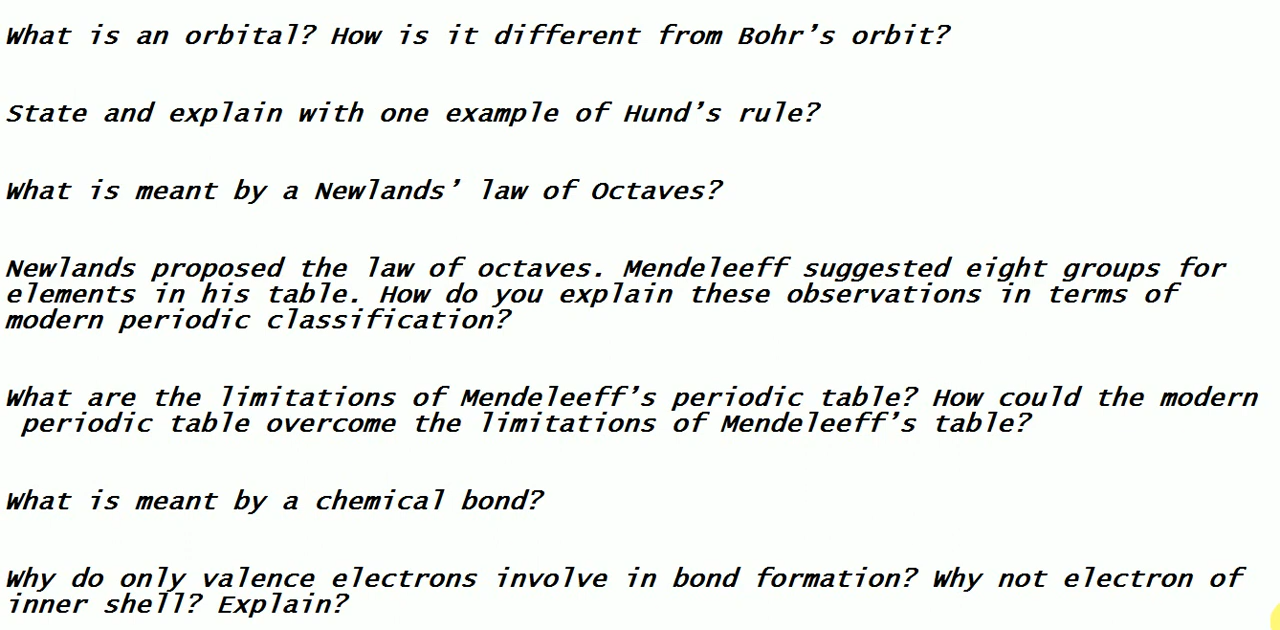 What is an orbital? How is it different from Bohr’s orbit?
State and explain with one example of Hund’s rule?
What is meant by a Newlands’ law of Octaves?
Newlands proposed the law of octaves. Mendeleeff suggested eight groups for
elements in his table. How do you explain these observations in terms of
modern periodic classification?
What are the limitations of Mendeleeff’s periodic table? How could the modern
periodic table overcome the limitations of Mendeleeff’s table?
What is meant by a chemical bond?
Why do only valence electrons involve in bond formation? Why not electron of
inner shell? Explain?